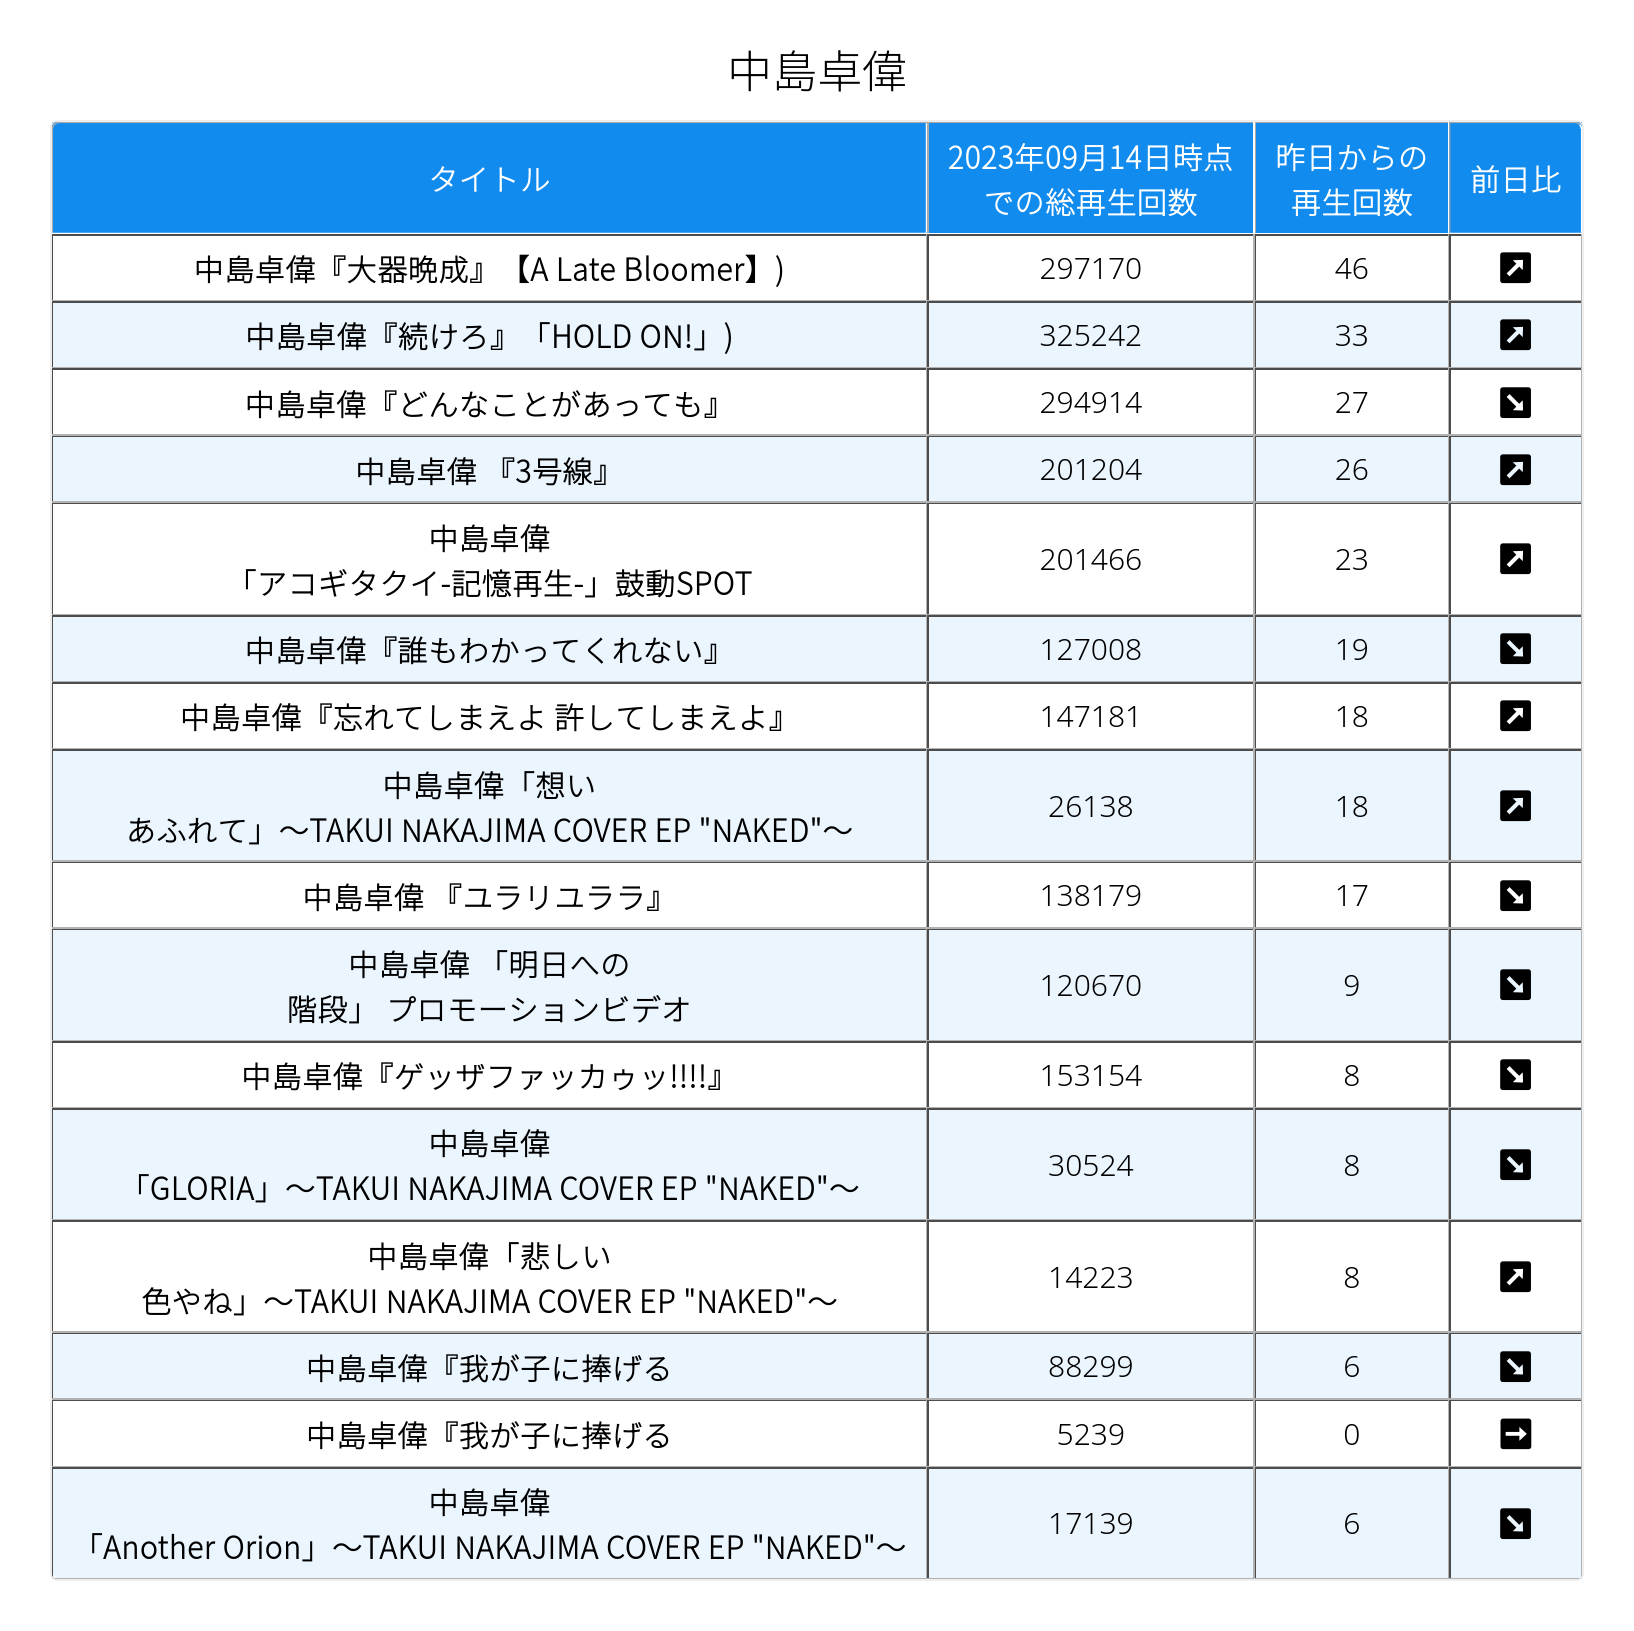 中島卓偉
タイトル
2023年09月14日時点
での総再生回数
昨日からの
再生回数
前日比
中島卓偉『大器晩成』【A Late Bloomer】)
297170
46
中島卓偉『続けろ』「HOLD ON!」)
325242
33
中島卓偉『どんなことがあっても』
294914
27
中島卓偉 『3号線』
201204
26
中島卓偉
「アコギタクイ-記憶再生-」鼓動SPOT
201466
23
中島卓偉『誰もわかってくれない』
127008
19
中島卓偉『忘れてしまえよ 許してしまえよ』
147181
18
中島卓偉「想い
あふれて」〜TAKUI NAKAJIMA COVER EP "NAKED"〜
26138
18
中島卓偉 『ユラリユララ』
138179
17
中島卓偉 「明日への
階段」 プロモーションビデオ
120670
9
中島卓偉『ゲッザファッカゥッ!!!!』
153154
8
中島卓偉
「GLORIA」〜TAKUI NAKAJIMA COVER EP "NAKED"〜
30524
8
中島卓偉「悲しい
色やね」〜TAKUI NAKAJIMA COVER EP "NAKED"〜
14223
8
中島卓偉『我が子に捧げる
88299
6
中島卓偉『我が子に捧げる
5239
0
中島卓偉
「Another Orion」〜TAKUI NAKAJIMA COVER EP "NAKED"〜
17139
6